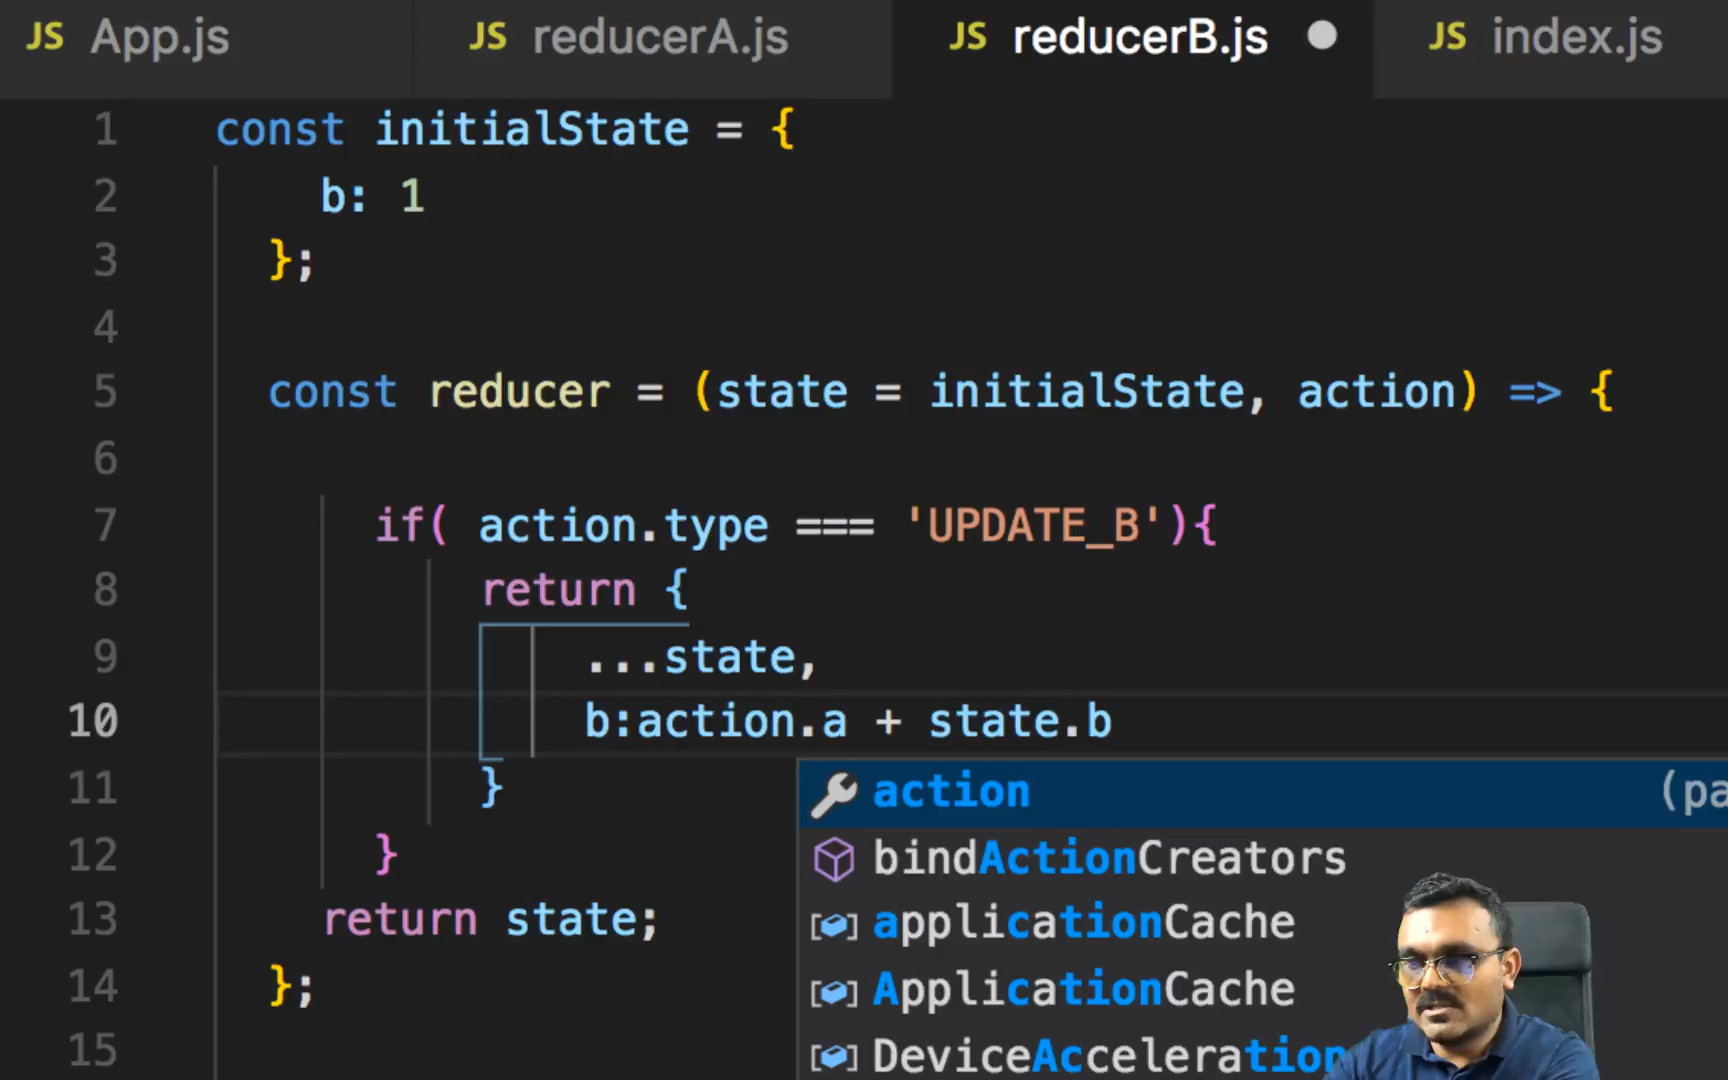 JS App.js JS reducerA.js JS reducerB.js JS index.js
1 const initialState = {
2 b: 1
3 };
4
5 const reducer = (state = initialState, action) => {
6
7 if( action.type === 'UPDATE_B'){
8 return {
9 ...state,
10 b:action.a + state.b
11 }
action (pa
12 }
bindActionCreators
13 return state;
applicationCache
14 };
ApplicationCache
15
DeviceAcceleration